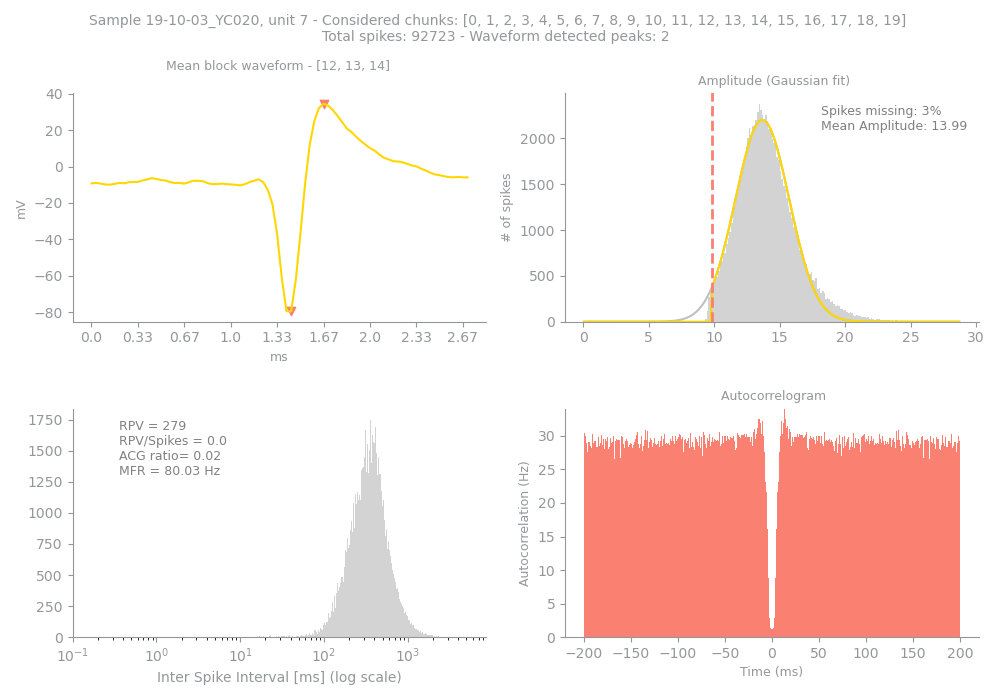 Sample 19-10-03_YC020, unit 7 - Considered chunks: [0, 1, 2, 3, 4, 5, 6, 7, 8, 9, 10, 11, 12, 13, 14, 15, 16, 17, 18, 19]
Total spikes: 92723 - Waveform detected peaks: 2
Mean block waveform - [12, 13, 14]
40
20
0
−20
−40
−60
−80
mV
0.0 0.33 0.67 1.0 1.33 1.67 2.0 2.33 2.67
ms
Amplitude (Gaussian fit)
Spikes missing: 3%
Mean Amplitude: 13.99
2000
1500
1000
500
0
# of spikes
0 5 10 15 20 25 30
RPV = 279
RPV/Spikes = 0.0
ACG ratio= 0.02
MFR = 80.03 Hz
1750
1500
1250
1000
750
500
250
0
10⁻¹ 10⁰ 10¹ 10² 10³
Inter Spike Interval [ms] (log scale)
Autocorrelogram
30
25
20
15
10
5
0
Autocorrelation (Hz)
−200 −150 −100 −50 0 50 100 150 200
Time (ms)